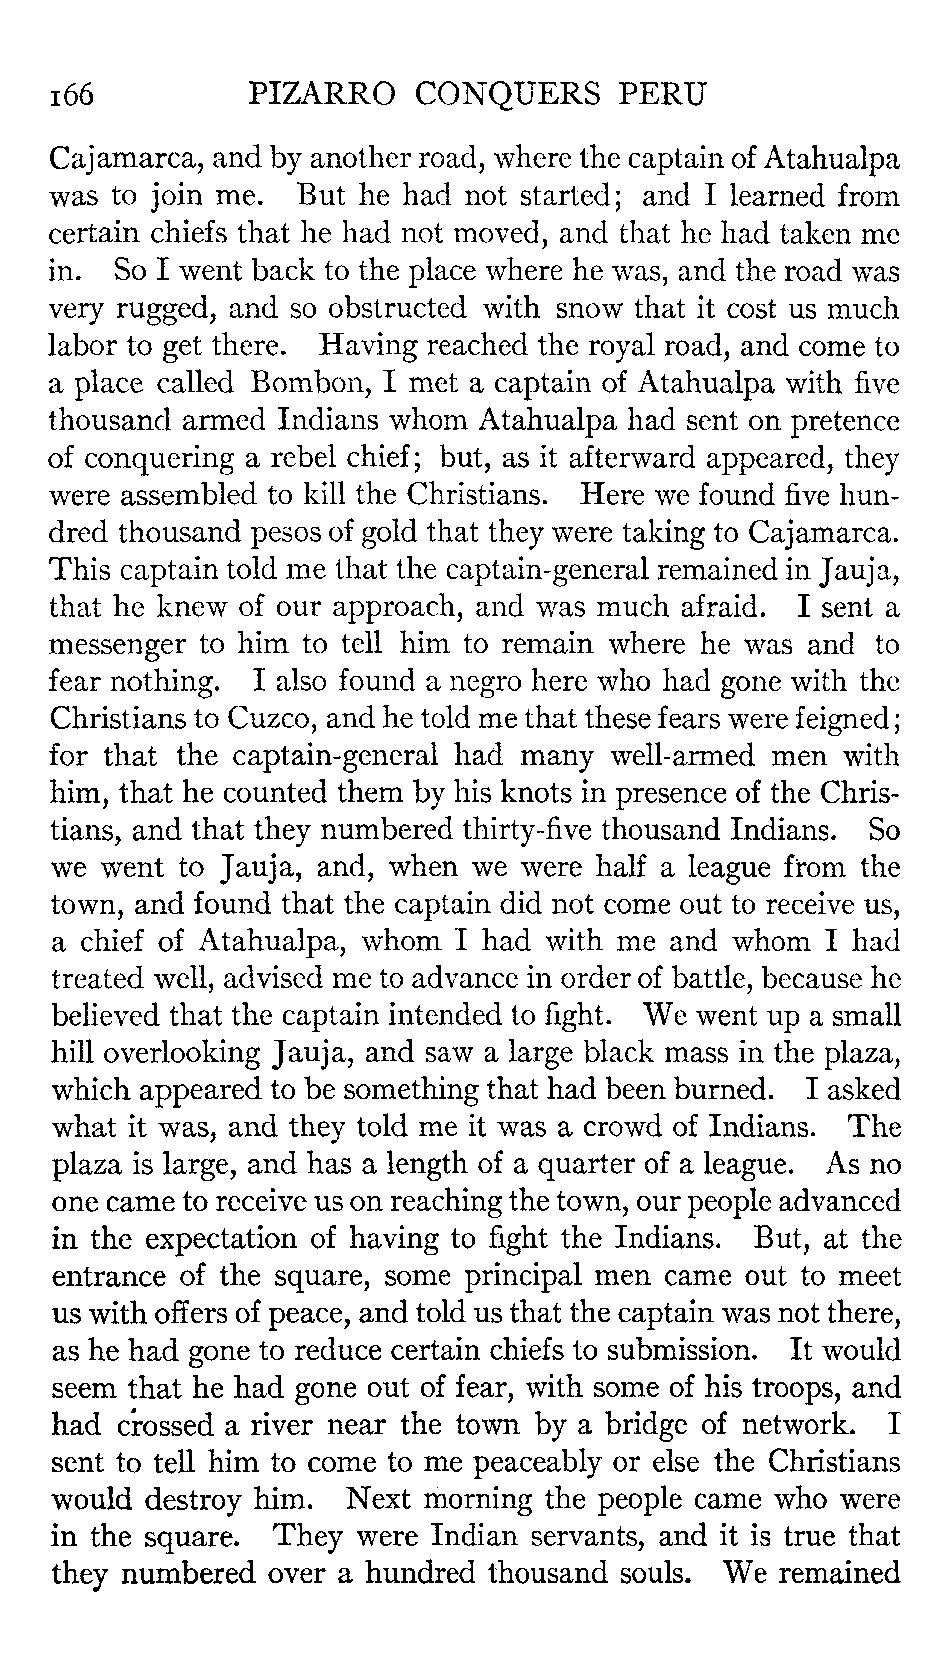 166 PIZARRO CONQUERS PERU
Cajamarca, and by another road, where the captain of Atahualpa
was to join me. But he had not started; and I learned from
certain chiefs that he had not moved, and that he had taken me
in. So I went back to the place where he was, and the road was
very rugged, and so obstructed with snow that it cost us much
labor to get there. Having reached the royal road, and come to
a place called Bombon, I met a captain of Atahualpa with five
thousand armed Indians whom Atahualpa had sent on pretence
of conquering a rebel chief; but, as it afterward appeared, they
were assembled to kill the Christians. Here we found five hun-
dred thousand pesos of gold that they were taking to Cajamarca.
This captain told me that the captain-general remained in Jauja,
that he knew of our approach, and was much afraid. I sent a
messenger to him to tell him to remain where he was and to
fear nothing. I also found a negro here who had gone with the
Christians to Cuzco, and he told me that these fears were feigned;
for that the captain-general had many well-armed men with
him, that he counted them by his knots in presence of the Chris-
tians, and that they numbered thirty-five thousand Indians. So
we went to Jauja, and, when we were half a league from the
town, and found that the captain did not come out to receive us,
a chief of Atahualpa, whom I had with me and whom I had
treated well, advised me to advance in order of battle, because he
believed that the captain intended to fight. We went up a small
hill overlooking Jauja, and saw a large black mass in the plaza,
which appeared to be something that had been burned. I asked
what it was, and they told me it was a crowd of Indians. The
plaza is large, and has a length of a quarter of a league. As no
one came to receive us on reaching the town, our people advanced
in the expectation of having to fight the Indians. But, at the
entrance of the square, some principal men came out to meet
us with offers of peace, and told us that the captain was not there,
as he had gone to reduce certain chiefs to submission. It would
seem that he had gone out of fear, with some of his troops, and
had crossed a river near the town by a bridge of network. I
sent to tell him to come to me peaceably or else the Christians
would destroy him. Next morning the people came who were
in the square. They were Indian servants, and it is true that
they numbered over a hundred thousand souls. We remained